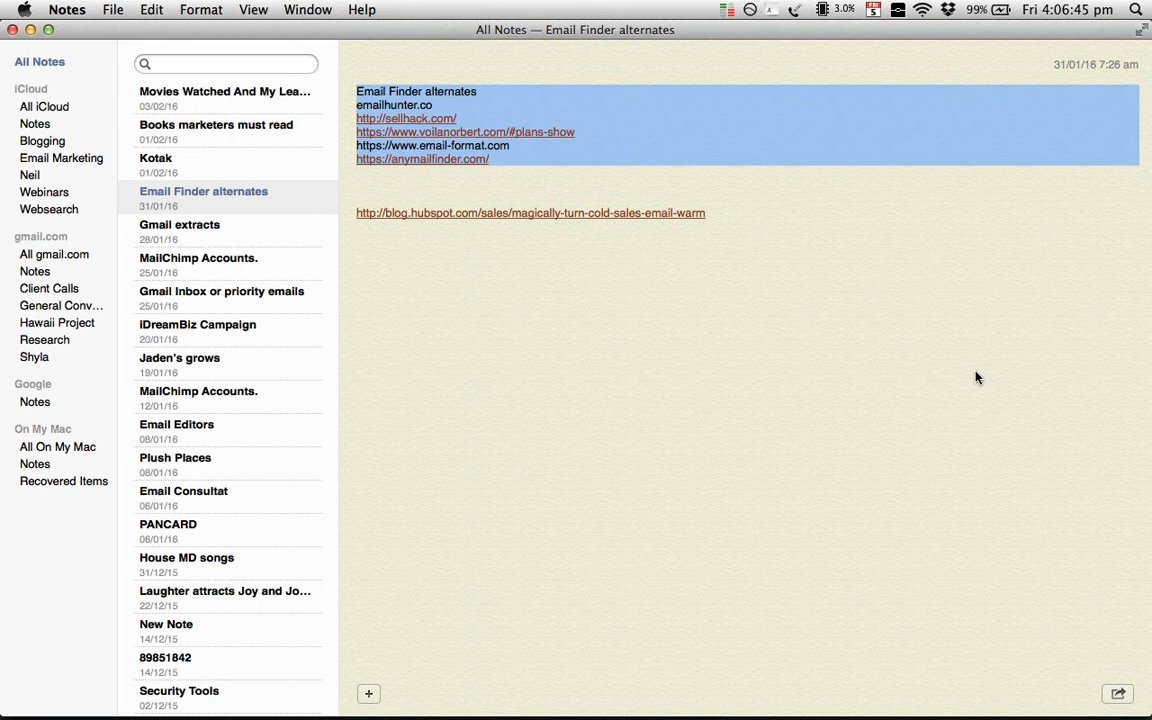 Notes File Edit Format View Window Help 3.0% FRI 5 99% Fri 4:06:45 pm
All Notes — Email Finder alternates
All Notes
iCloud
All iCloud
Notes
Blogging
Email Marketing
Neil
Webinars
Websearch
gmail.com
All gmail.com
Notes
Client Calls
General Conv...
Hawaii Project
Research
Shyla
Google
Notes
On My Mac
All On My Mac
Notes
Recovered Items
Movies Watched And My Lea...
03/02/16
Books marketers must read
01/02/16
Kotak
01/02/16
Email Finder alternates
31/01/16
Gmail extracts
28/01/16
MailChimp Accounts.
25/01/16
Gmail Inbox or priority emails
25/01/16
iDreamBiz Campaign
20/01/16
Jaden's grows
19/01/16
MailChimp Accounts.
12/01/16
Email Editors
08/01/16
Plush Places
08/01/16
Email Consultat
06/01/16
PANCARD
06/01/16
House MD songs
31/12/15
Laughter attracts Joy and Jo...
22/12/15
New Note
14/12/15
89851842
14/12/15
Security Tools
02/12/15
31/01/16 7:26 am
Email Finder alternates
emailhunter.co
http://sellhack.com/
https://www.voilanorbert.com/#plans-show
https://www.email-format.com
https://anymailfinder.com/
http://blog.hubspot.com/sales/magically-turn-cold-sales-email-warm